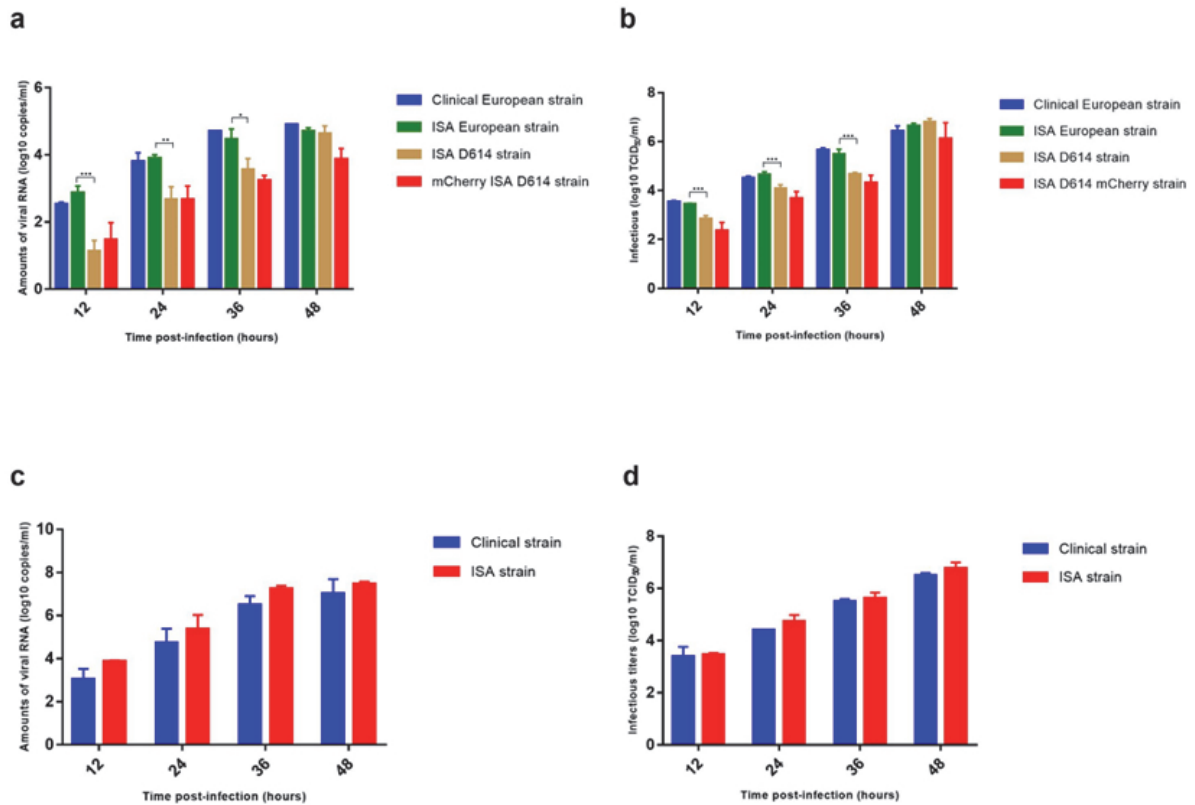 a
Amounts of viral RNA (log10 copies/ml)
6
4
2
0
***
**
*
12
24
36
48
Time post-infection (hours)
Clinical European strain
ISA European strain
ISA D614 strain
mCherry ISA D614 strain
b
Infectious (log10 TCID50/ml)
8
6
4
2
0
***
***
***
12
24
36
48
Time post-infection (hours)
Clinical European strain
ISA European strain
ISA D614 strain
ISA D614 mCherry strain
c
Amounts of viral RNA (log10 copies/ml)
10
8
6
4
2
0
12
24
36
48
Time post-infection (hours)
Clinical strain
ISA strain
d
Infectious titers (log10 TCID50/ml)
8
6
4
2
0
12
24
36
48
Time post-infection (hours)
Clinical strain
ISA strain